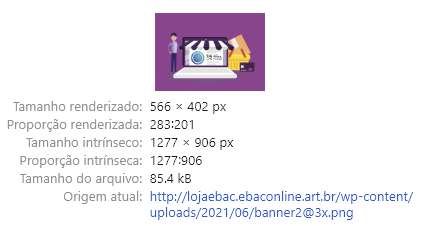 Tamanho renderizado: 566 × 402 px
Proporção renderizada: 283:201
Tamanho intrínseco: 1277 × 906 px
Proporção intrínseca: 1277:906
Tamanho do arquivo: 85.4 kB
Origem atual: http://lojaebac.ebaconline.art.br/wp-content/
uploads/2021/06/banner2@3x.png